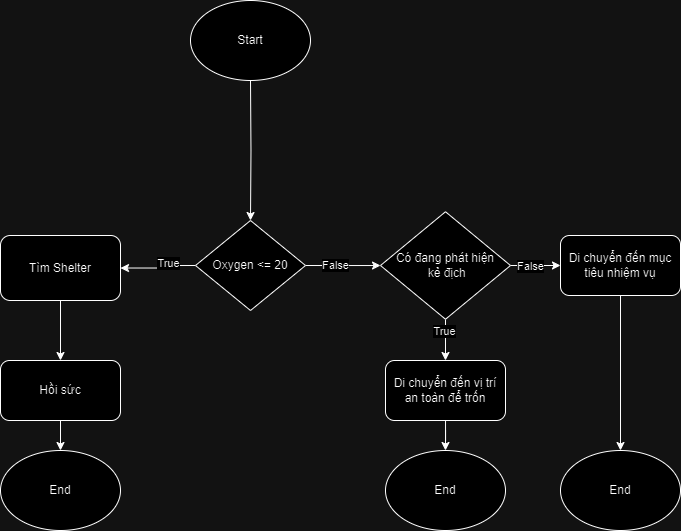 Start
Tìm Shelter
True
Oxygen <= 20
False
Có đang phát hiện
kẻ địch
False
Di chuyển đến mục
tiêu nhiệm vụ
True
Hồi sức
Di chuyển đến vị trí
an toàn để trốn
End
End
End